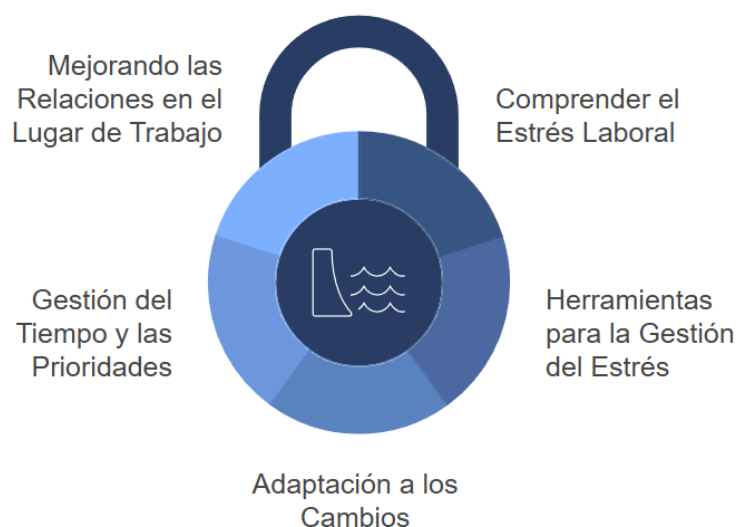 Mejorando las
Relaciones en el
Lugar de Trabajo
Comprender el
Estrés Laboral
Gestión del
Tiempo y las
Prioridades
Herramientas
para la Gestión
del Estrés
Adaptación a los
Cambios